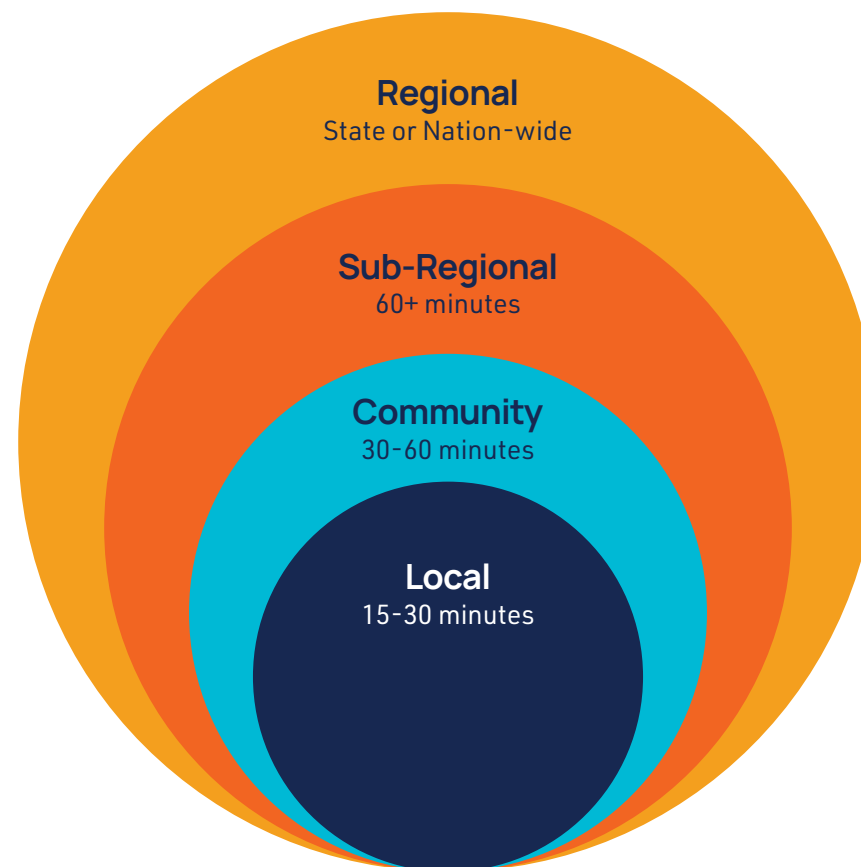 Regional
State or Nation-wide
Sub-Regional
60+ minutes
Community
30-60 minutes
Local
15-30 minutes